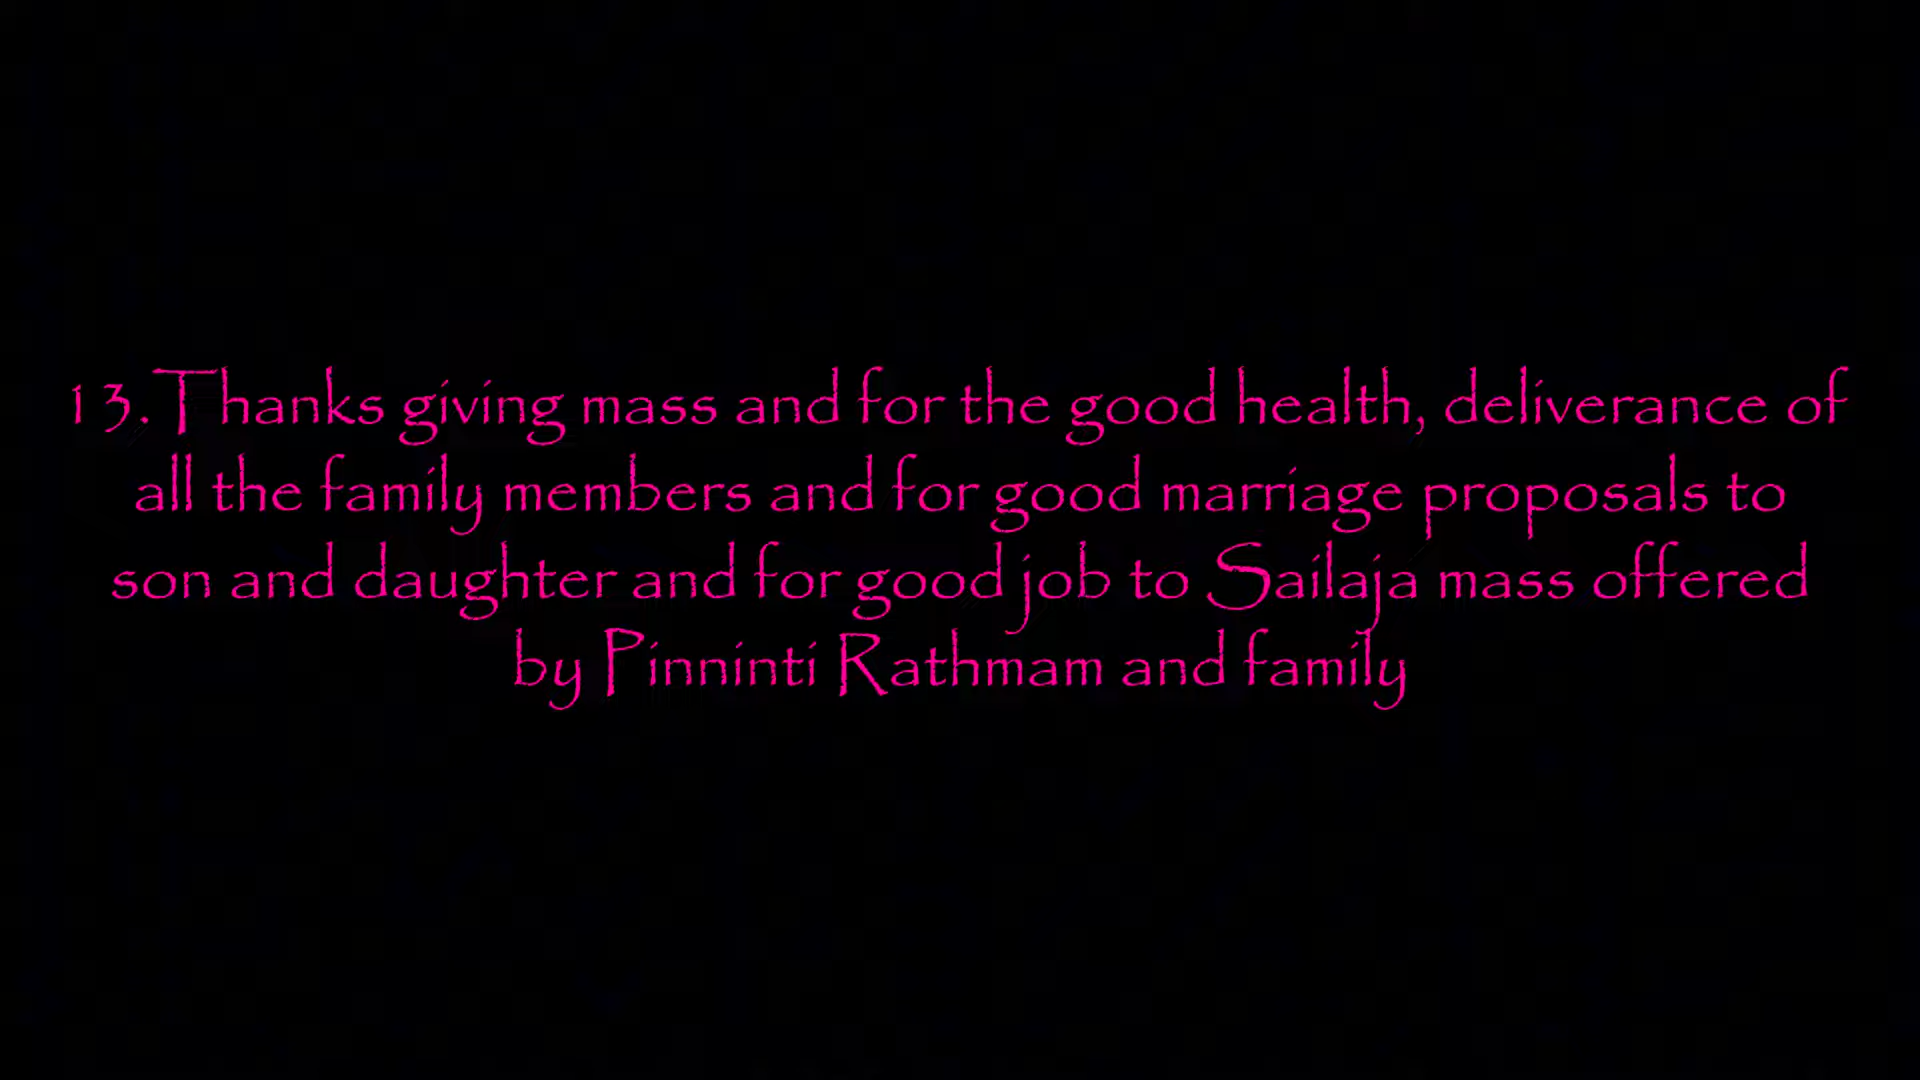 13.Thanks giving mass and for the good health, deliverance of
all the family members and for good marriage proposals to
son and daughter and for good job to Sailaja mass offered
by Pinninti Rathmam and family